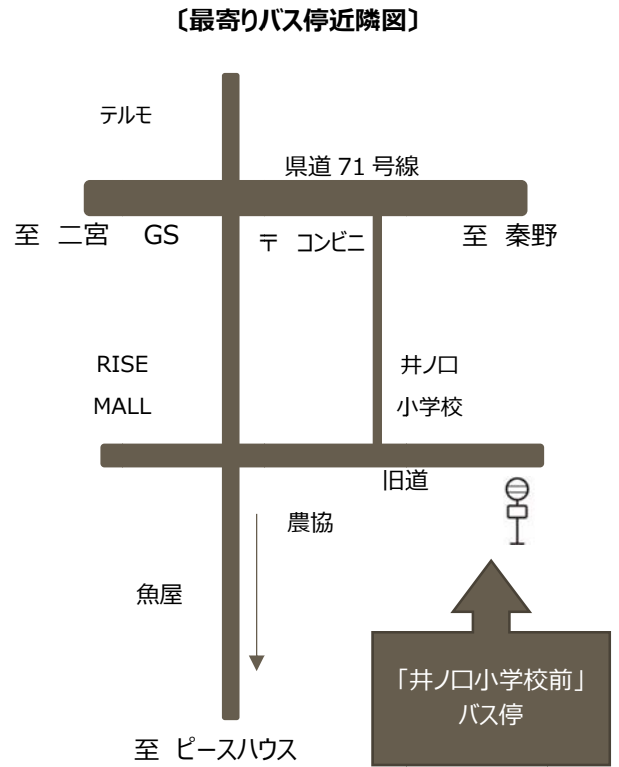 〔最寄りバス停近隣図〕
テルモ
県道 71 号線
至 二宮 GS 〒 コンビニ 至 秦野
RISE
MALL
井ノ口
小学校
旧道
農協
魚屋
「井ノ口小学校前」
バス停
至 ピースハウス